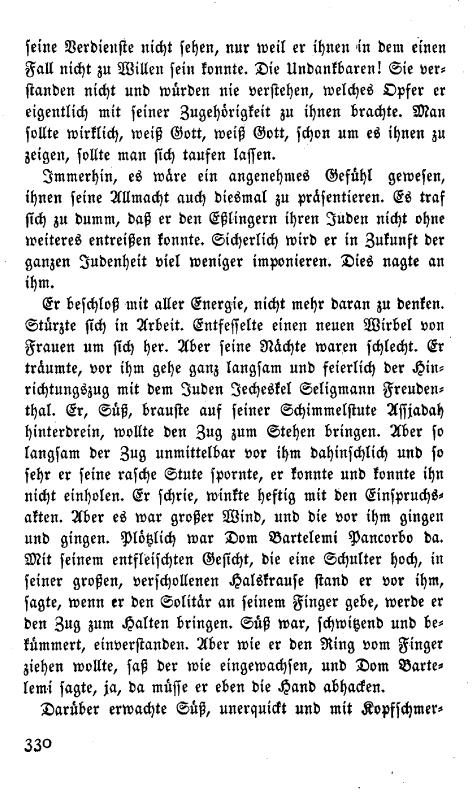 seine Verdienste nicht sehen, nur weil er ihnen in dem einen
Fall nicht zu Willen sein konnte. Die Undankbaren! Sie ver-
standen nicht und würden nie verstehen, welches Opfer er
eigentlich mit seiner Zugehörigkeit zu ihnen brachte. Man
sollte wirklich, weiß Gott, weiß Gott, schon um es ihnen zu
zeigen, sollte man sich taufen lassen.
Immerhin, es wäre ein angenehmes Gefühl gewesen,
ihnen seine Allmacht auch diesmal zu präsentieren. Es traf
sich zu dumm, daß er den Eßlingern ihren Juden nicht ohne
weiteres entreißen konnte. Sicherlich wird er in Zukunft der
ganzen Judenheit viel weniger imponieren. Dies nagte an
ihm.
Er beschloß mit aller Energie, nicht mehr daran zu denken.
Stürzte sich in Arbeit. Entfesselte einen neuen Wirbel von
Frauen um sich her. Aber seine Nächte waren schlecht. Er
träumte, vor ihm gehe ganz langsam und feierlich der Hin-
richtungszug mit dem Juden Jecheskel Seligmann Freuden-
thal. Er, Süß, brauste auf seiner Schimmelstute Assjadah
hinterdrein, wollte den Zug zum Stehen bringen. Aber so
langsam der Zug unmittelbar vor ihm dahinschlich und so
sehr er seine rasche Stute spornte, er konnte und konnte ihn
nicht einholen. Er schrie, winkte heftig mit den Einspruchs-
akten. Aber es war großer Wind, und die vor ihm gingen
und gingen. Plötzlich war Dom Bartelemi Pancorbo da.
Mit seinem entfleischten Gesicht, die eine Schulter hoch, in
seiner großen, verschollenen Halskrause stand er vor ihm,
sagte, wenn er den Solitär an seinem Finger gebe, werde er
den Zug zum Halten bringen. Süß war, schwitzend und be-
kümmert, einverstanden. Aber wie er den Ring vom Finger
ziehen wollte, saß der wie eingewachsen, und Dom Barte-
lemi sagte, ja, da müsse er eben die Hand abhacken.
Darüber erwachte Süß, unerquickt und mit Kopfschmer-
330